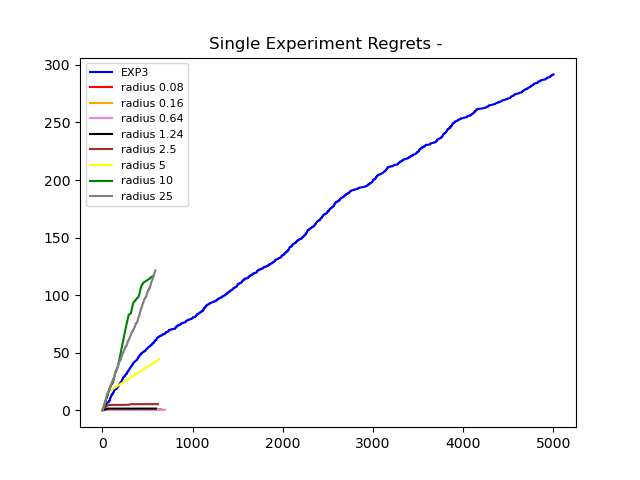 Single Experiment Regrets -
300
250
200
150
100
50
0
EXP3
radius 0.08
radius 0.16
radius 0.64
radius 1.24
radius 2.5
radius 5
radius 10
radius 25
0 1000 2000 3000 4000 5000